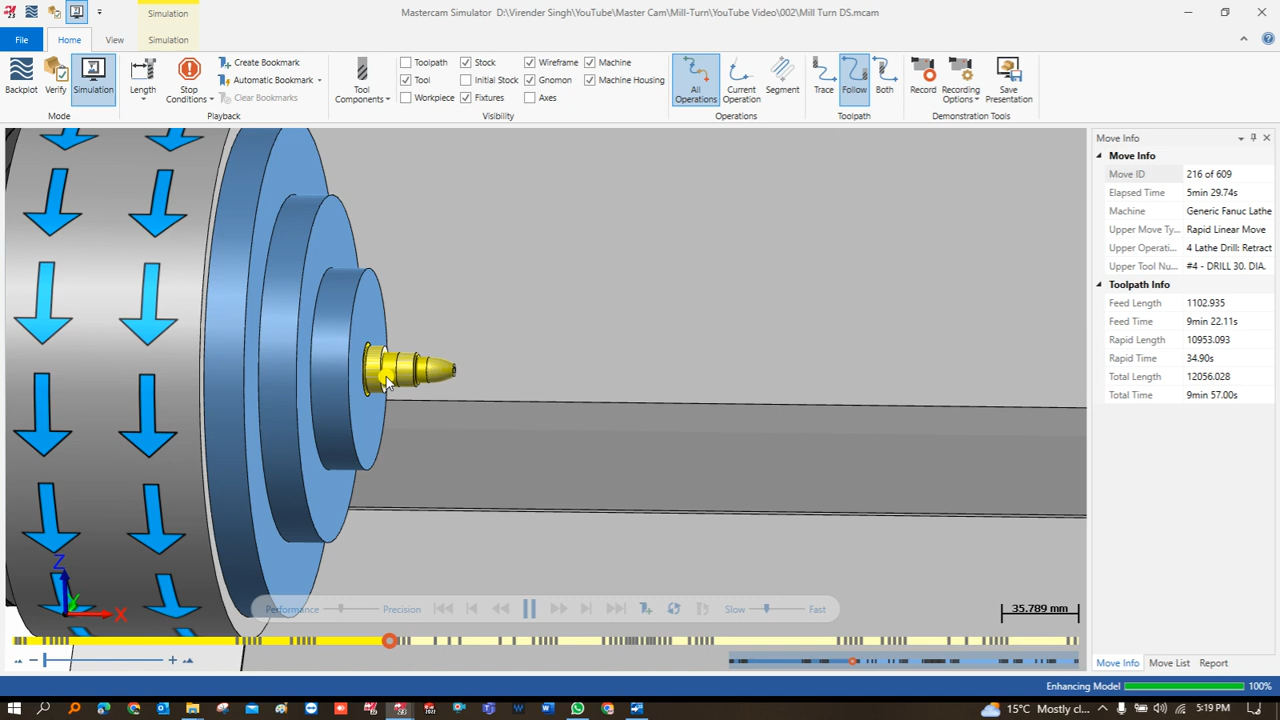 Simulation
Mastercam Simulator D:\Virender Singh\YouTube\Master Cam\Mill-Turn\YouTube Video\002\Mill Turn DS.mcam
File
Home
View
Simulation
Backplot
Verify
Simulation
Mode
Length
Stop Conditions
Create Bookmark
Automatic Bookmark
Clear Bookmarks
Playback
Tool Components
Toolpath
Tool
Workpiece
Stock
Initial Stock
Fixtures
Wireframe
Gnomon
Axes
Machine
Machine Housing
Visibility
All Operations
Current Operation
Segment
Operations
Trace
Follow
Both
Toolpath
Record
Recording Options
Save Presentation
Demonstration Tools
Move Info
Move Info
Move ID 216 of 609
Elapsed Time 5min 29.74s
Machine Generic Fanuc Lathe
Upper Move Ty... Rapid Linear Move
Upper Operati... 4 Lathe Drill: Retract
Upper Tool Nu... #4 - DRILL 30. DIA.
Toolpath Info
Feed Length 1102.935
Feed Time 9min 22.11s
Rapid Length 10953.093
Rapid Time 34.90s
Total Length 12056.028
Total Time 9min 57.00s
Z
Y
X
Performance
Precision
Slow
Fast
35.789 mm
Move Info
Move List
Report
Enhancing Model 100%
15°C Mostly cl...
5:19 PM